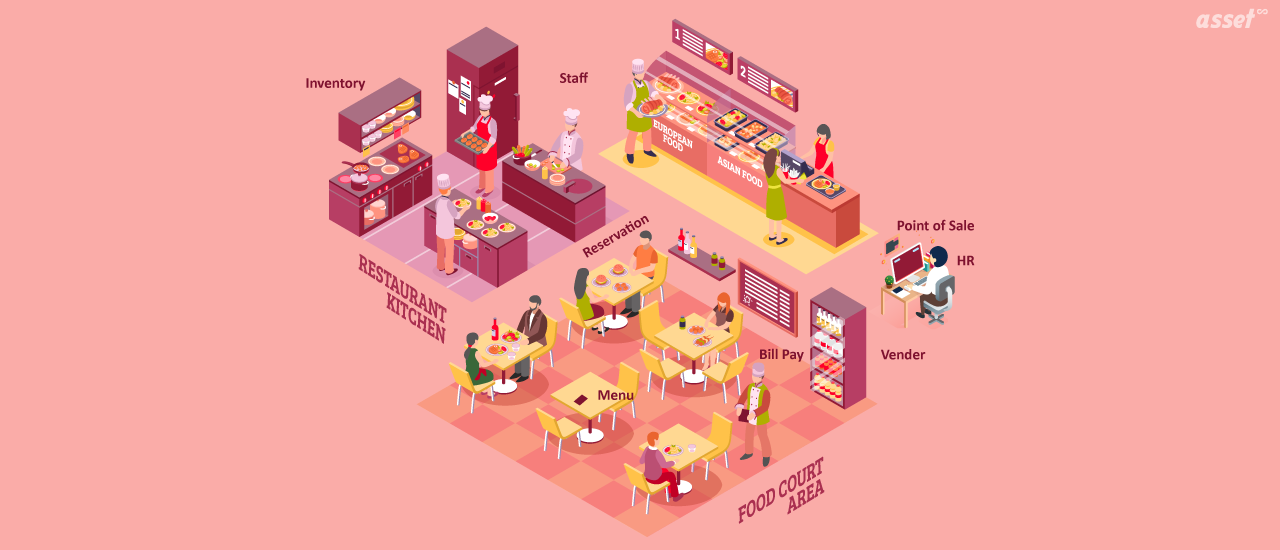 asset∞
1
2
Inventory
Staff
EUROPEAN
FOOD
ASIAN FOOD
Reservation
Point of Sale
HR
RESTAURANT
KITCHEN
Bill Pay
Vender
Menu
FOOD COURT
AREA